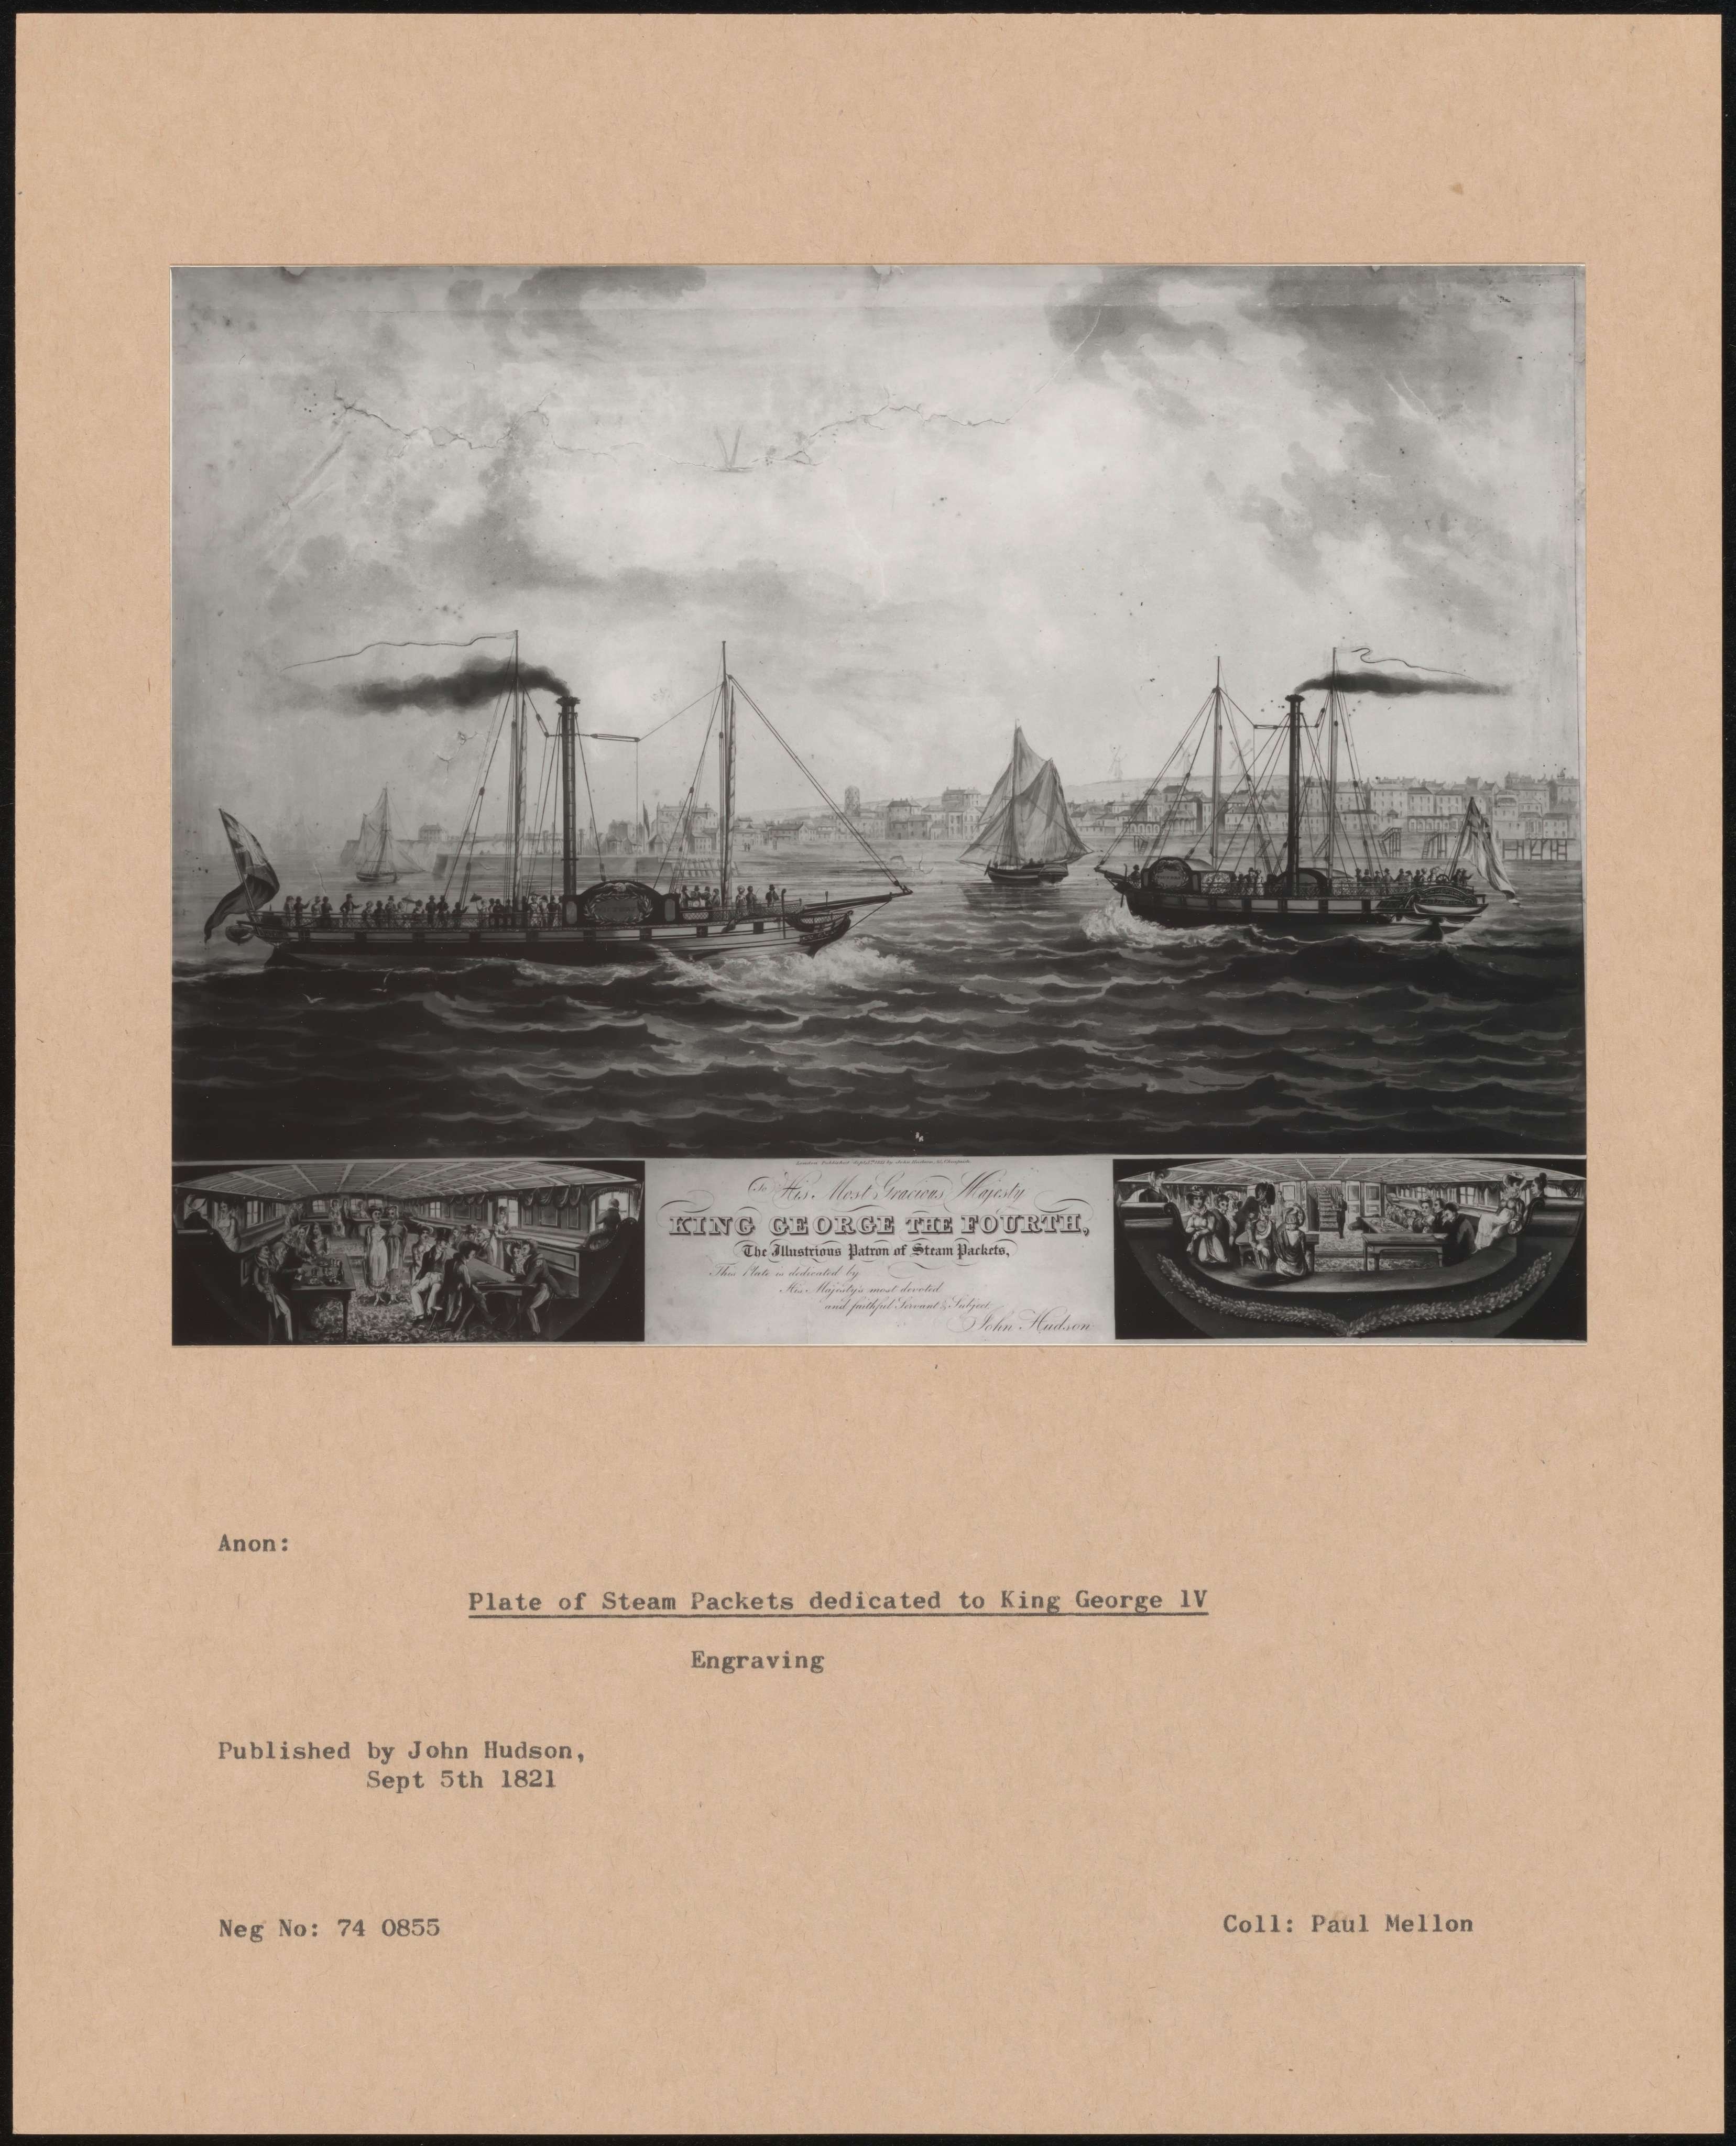 London Published Sept 5th 1821 by John Hudson,
To His Most Gracious Majesty
KING GEORGE THE FOURTH,
The Illustrious Patron of Steam Packets,
This Plate is dedicated by
His Majesty's most devoted
and faithful Servant & Subject
John Hudson
Anon:
Plate of Steam Packets dedicated to King George lV
Engraving
Published by John Hudson,
Sept 5th 1821
Neg No: 74 0855
Coll: Paul Mellon